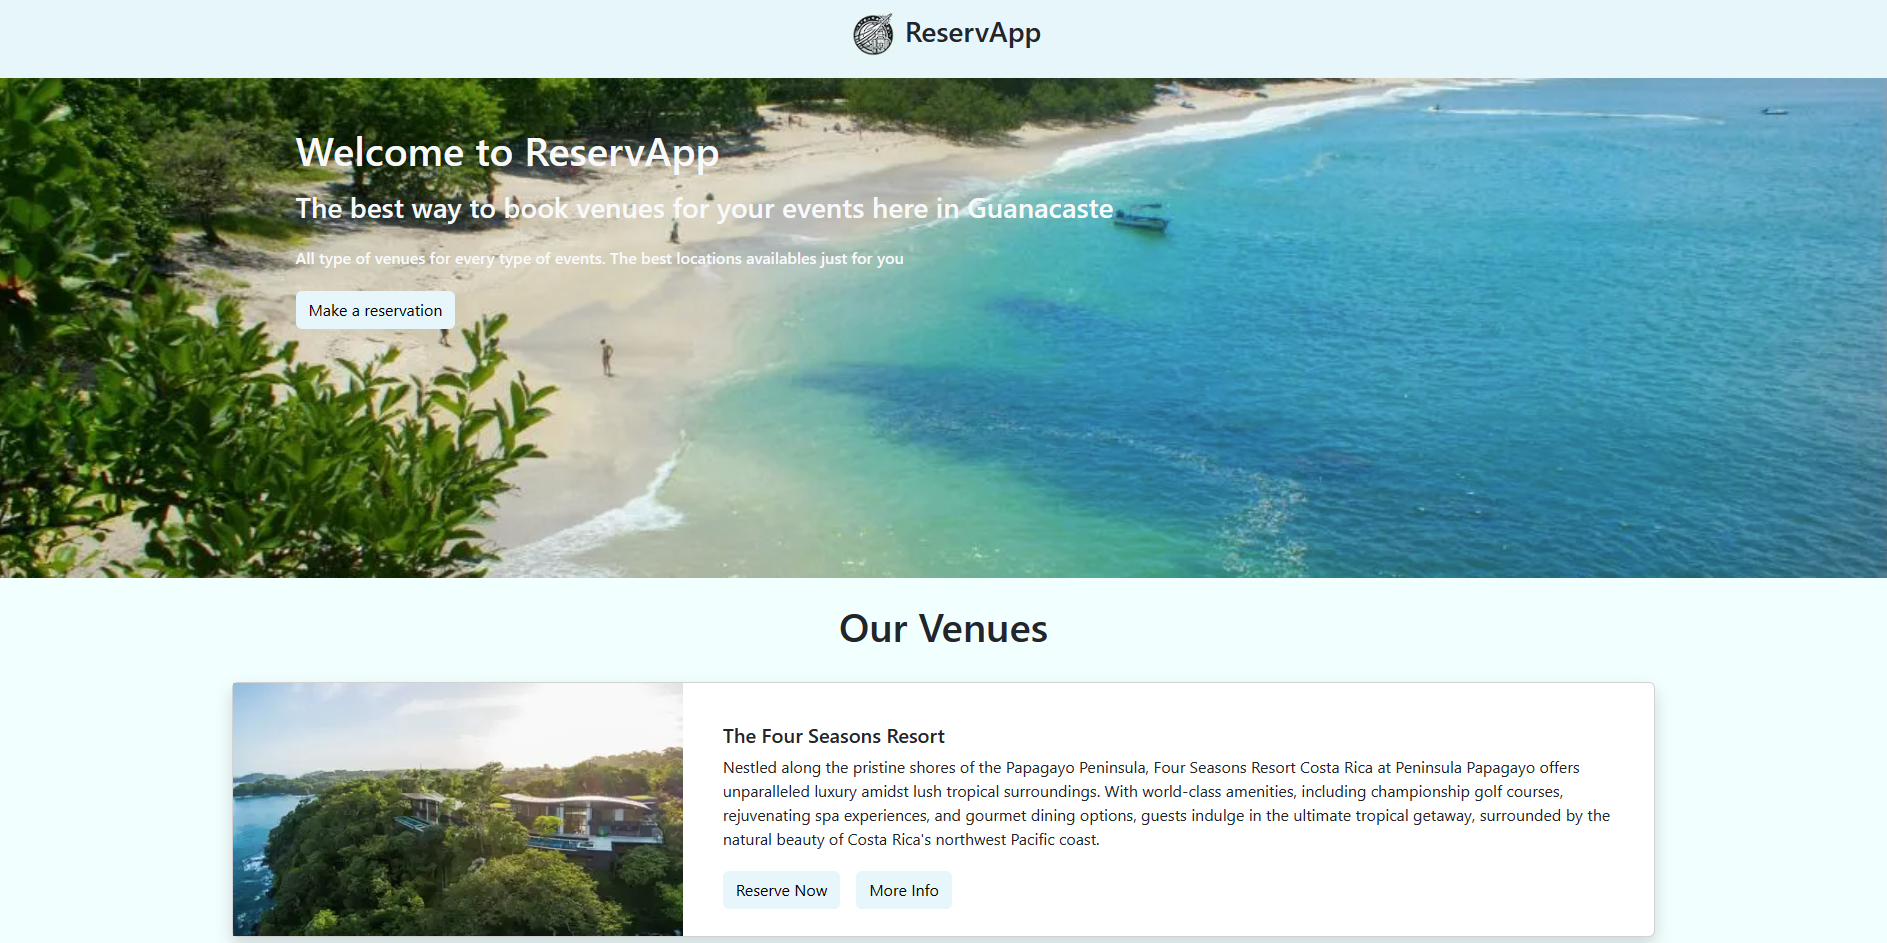 ReservApp
Welcome to ReservApp
The best way to book venues for your events here in Guanacaste
All type of venues for every type of events. The best locations availables just for you
Make a reservation
Our Venues
The Four Seasons Resort
Nestled along the pristine shores of the Papagayo Peninsula, Four Seasons Resort Costa Rica at Peninsula Papagayo offers
unparalleled luxury amidst lush tropical surroundings. With world-class amenities, including championship golf courses,
rejuvenating spa experiences, and gourmet dining options, guests indulge in the ultimate tropical getaway, surrounded by the
natural beauty of Costa Rica's northwest Pacific coast.
Reserve Now
More Info